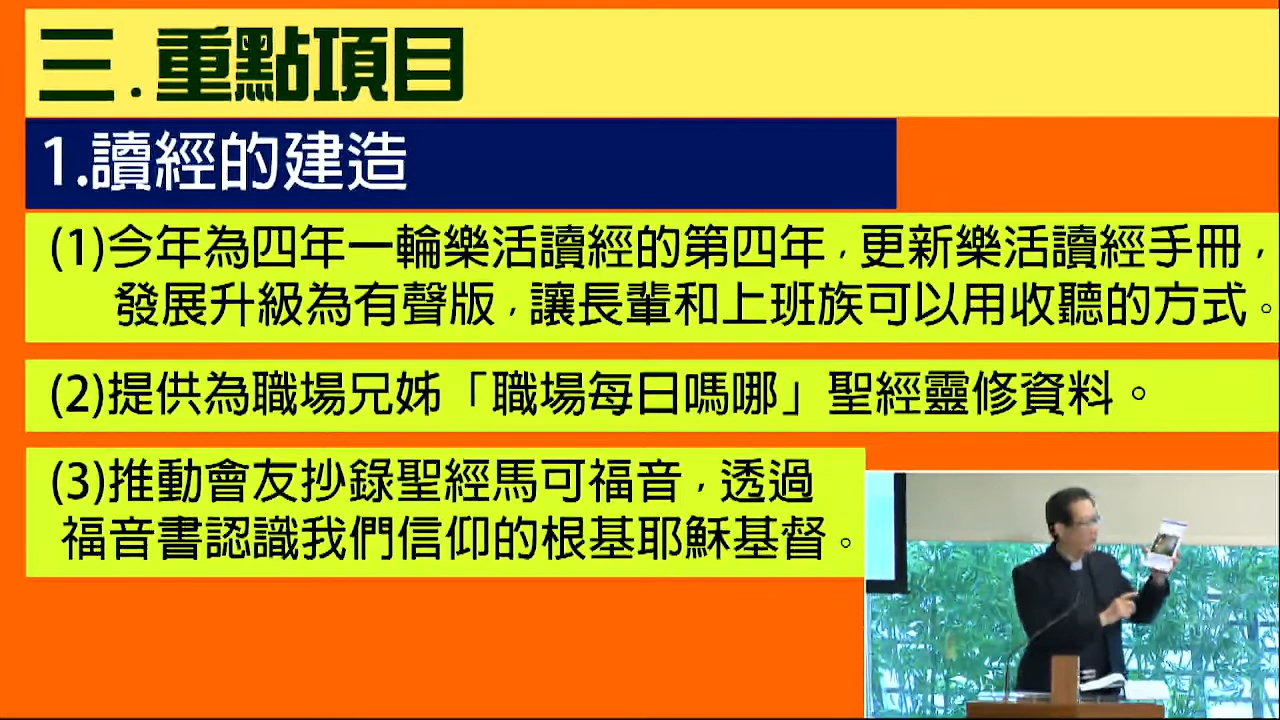 三.重點項目
1.讀經的建造
(1)今年為四年一輪樂活讀經的第四年，更新樂活讀經手冊，
發展升級為有聲版，讓長輩和上班族可以用收聽的方式。
(2)提供為職場兄姊「職場每日嗎哪」聖經靈修資料。
(3)推動會友抄錄聖經馬可福音，透過
福音書認識我們信仰的根基耶穌基督。